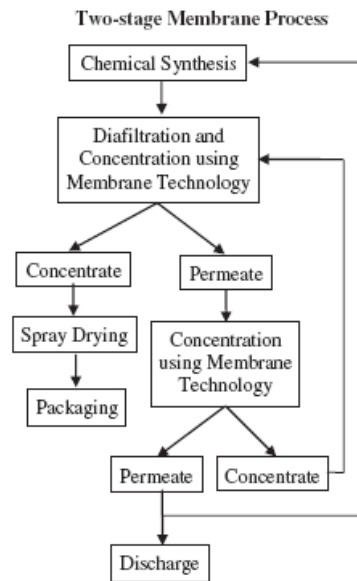 Two-stage Membrane Process
Chemical Synthesis
Diafiltration and
Concentration using
Membrane Technology
Concentrate
Permeate
Spray Drying
Concentration
using Membrane
Technology
Packaging
Permeate
Concentrate
Discharge